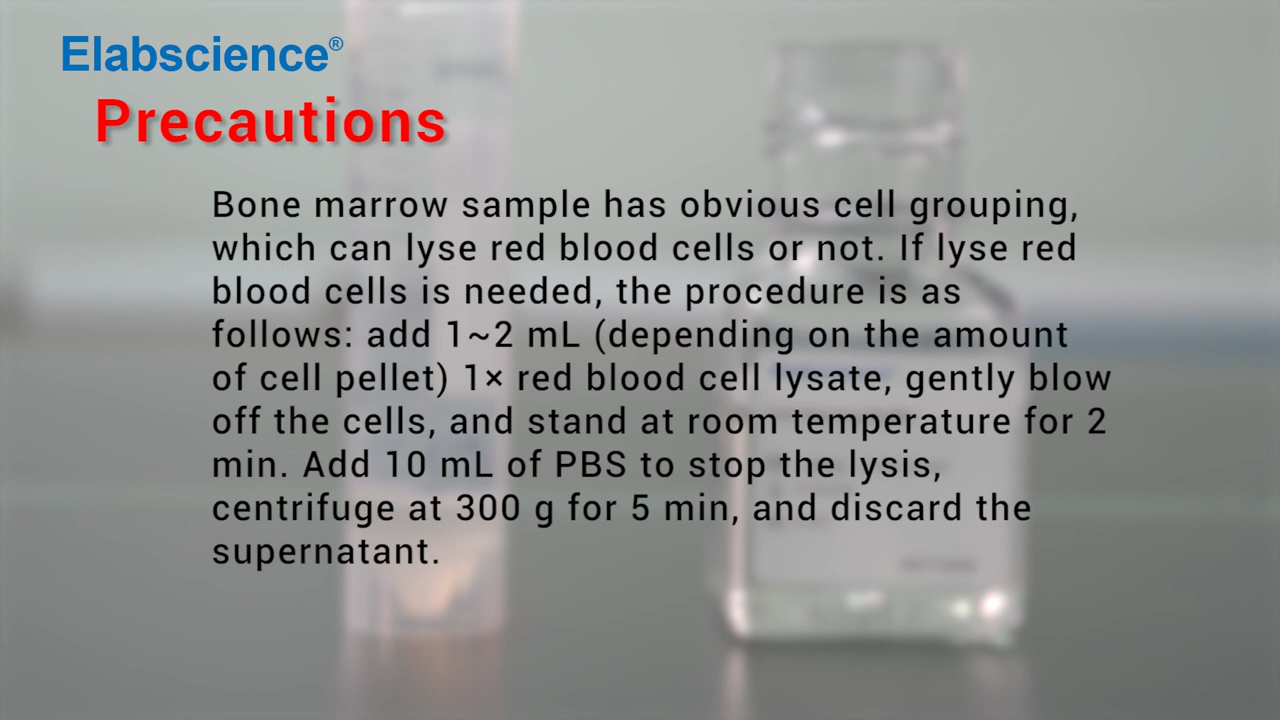 Elabscience®
Precautions
Bone marrow sample has obvious cell grouping,
which can lyse red blood cells or not. If lyse red
blood cells is needed, the procedure is as
follows: add 1~2 mL (depending on the amount
of cell pellet) 1× red blood cell lysate, gently blow
off the cells, and stand at room temperature for 2
min. Add 10 mL of PBS to stop the lysis,
centrifuge at 300 g for 5 min, and discard the
supernatant.